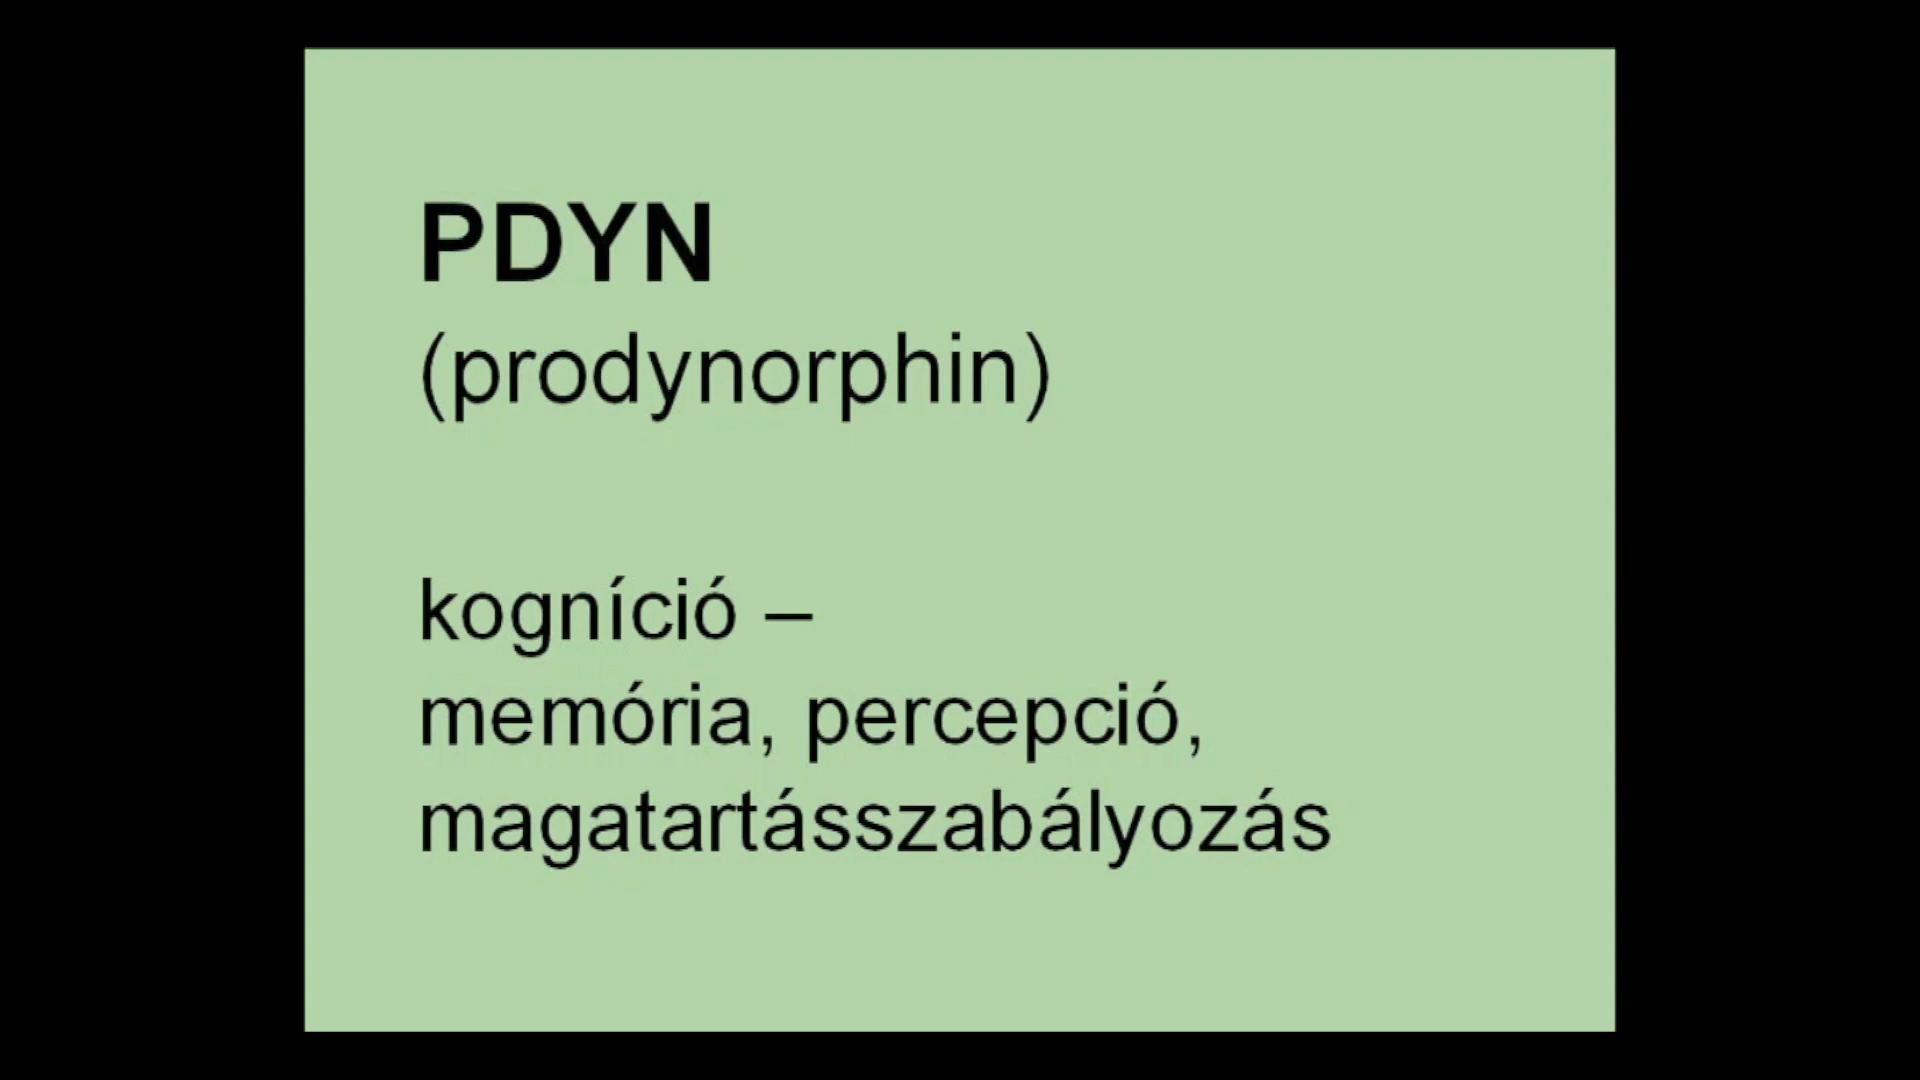 PDYN
(prodynorphin)
kogníció –
memória, percepció,
magatartásszabályozás